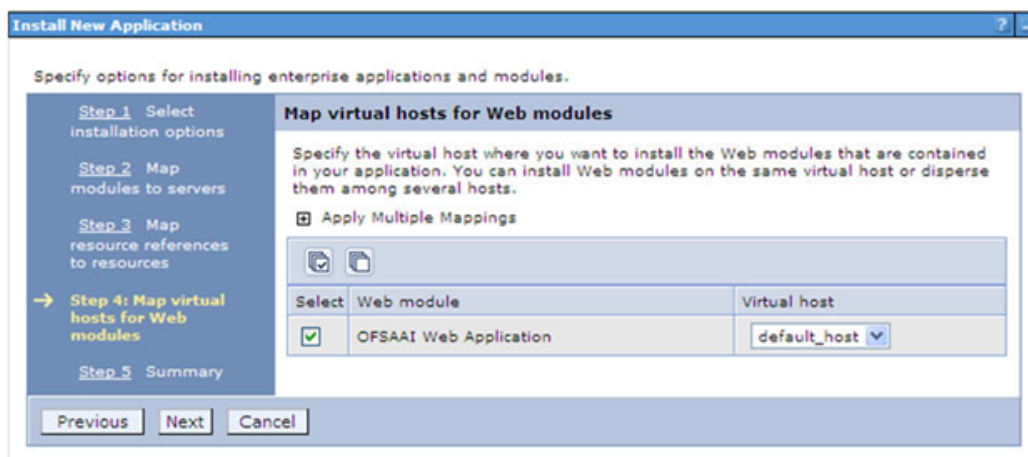 Install New Application
?
Specify options for installing enterprise applications and modules.
Step 1 Select
installation options
Step 2 Map
modules to servers
Step 3 Map
resource references
to resources
Step 4: Map virtual
hosts for Web
modules
Step 5 Summary
Map virtual hosts for Web modules
Specify the virtual host where you want to install the Web modules that are contained
in your application. You can install Web modules on the same virtual host or disperse
them among several hosts.
Apply Multiple Mappings
Select Web module Virtual host
OFSAAI Web Application default_host
Previous Next Cancel